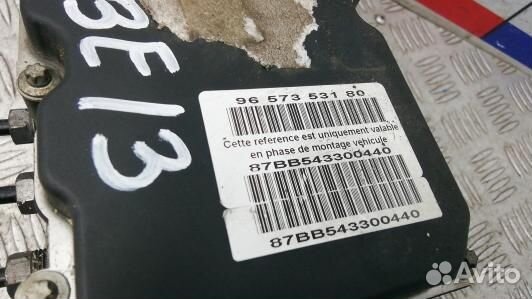 BE13
96 573 531 80
Cette reference est uniquement valable
en phase de montage vehicule
87BB543300440
87BB543300440
Avito